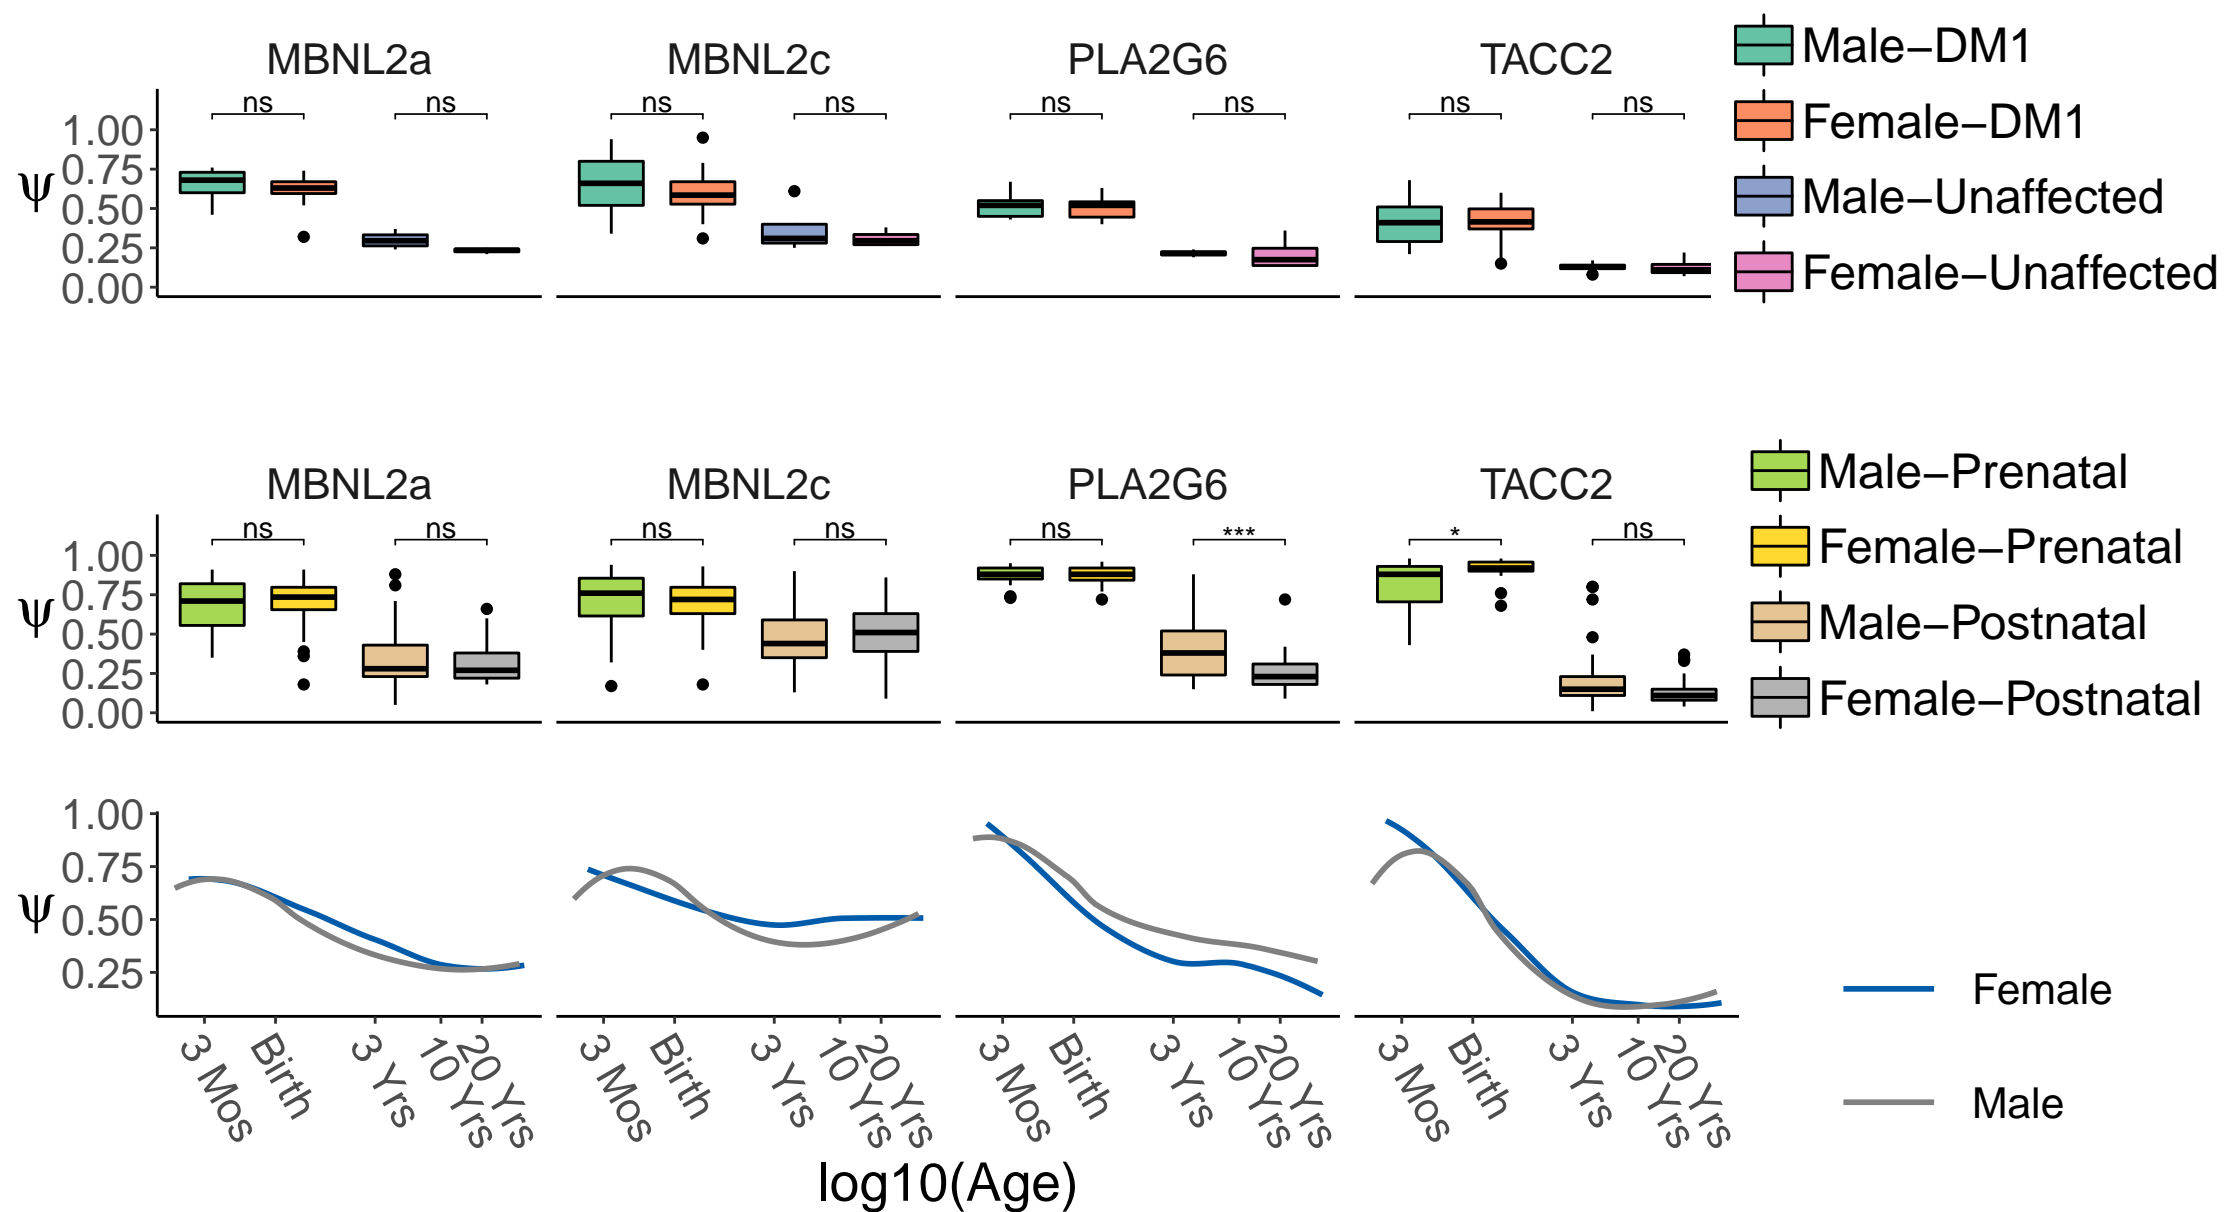 MBNL2a MBNL2c PLA2G6 TACC2
ns ns ns ns ns ns ns ns
1.00
0.75
0.50
0.25
0.00
ψ
Male−DM1
Female−DM1
Male−Unaffected
Female−Unaffected
MBNL2a MBNL2c PLA2G6 TACC2
ns ns ns ns ns *** * ns
1.00
0.75
0.50
0.25
0.00
ψ
Male−Prenatal
Female−Prenatal
Male−Postnatal
Female−Postnatal
1.00
0.75
0.50
0.25
ψ
3 Mos Birth 3 Yrs 10 Yrs 20 Yrs 3 Mos Birth 3 Yrs 10 Yrs 20 Yrs 3 Mos Birth 3 Yrs 10 Yrs 20 Yrs 3 Mos Birth 3 Yrs 10 Yrs 20 Yrs
log10(Age)
Female
Male